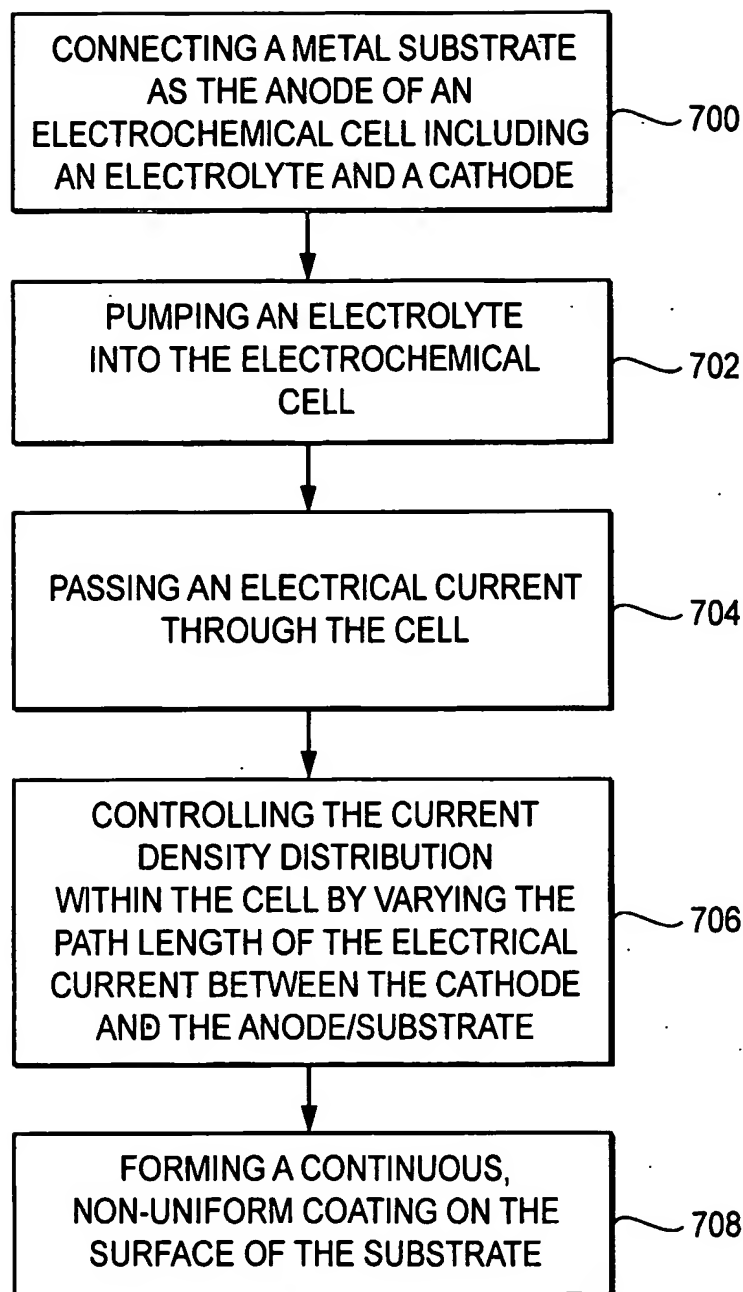 CONNECTING A METAL SUBSTRATE
AS THE ANODE OF AN
ELECTROCHEMICAL CELL INCLUDING
AN ELECTROLYTE AND A CATHODE
700
PUMPING AN ELECTROLYTE
INTO THE ELECTROCHEMICAL
CELL
702
PASSING AN ELECTRICAL CURRENT
THROUGH THE CELL
704
CONTROLLING THE CURRENT
DENSITY DISTRIBUTION
WITHIN THE CELL BY VARYING THE
PATH LENGTH OF THE ELECTRICAL
CURRENT BETWEEN THE CATHODE
AND THE ANODE/SUBSTRATE
706
FORMING A CONTINUOUS,
NON-UNIFORM COATING ON THE
SURFACE OF THE SUBSTRATE
708